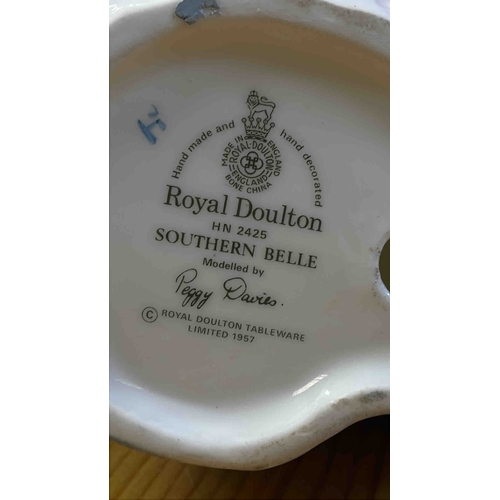 Hand made and hand decorated
MADE IN ENGLAND
ROYAL·DOULTON
ENGLAND
BONE CHINA
Royal Doulton
HN 2425
SOUTHERN BELLE
Modelled by
Peggy Davies.
© ROYAL DOULTON TABLEWARE
LIMITED 1957